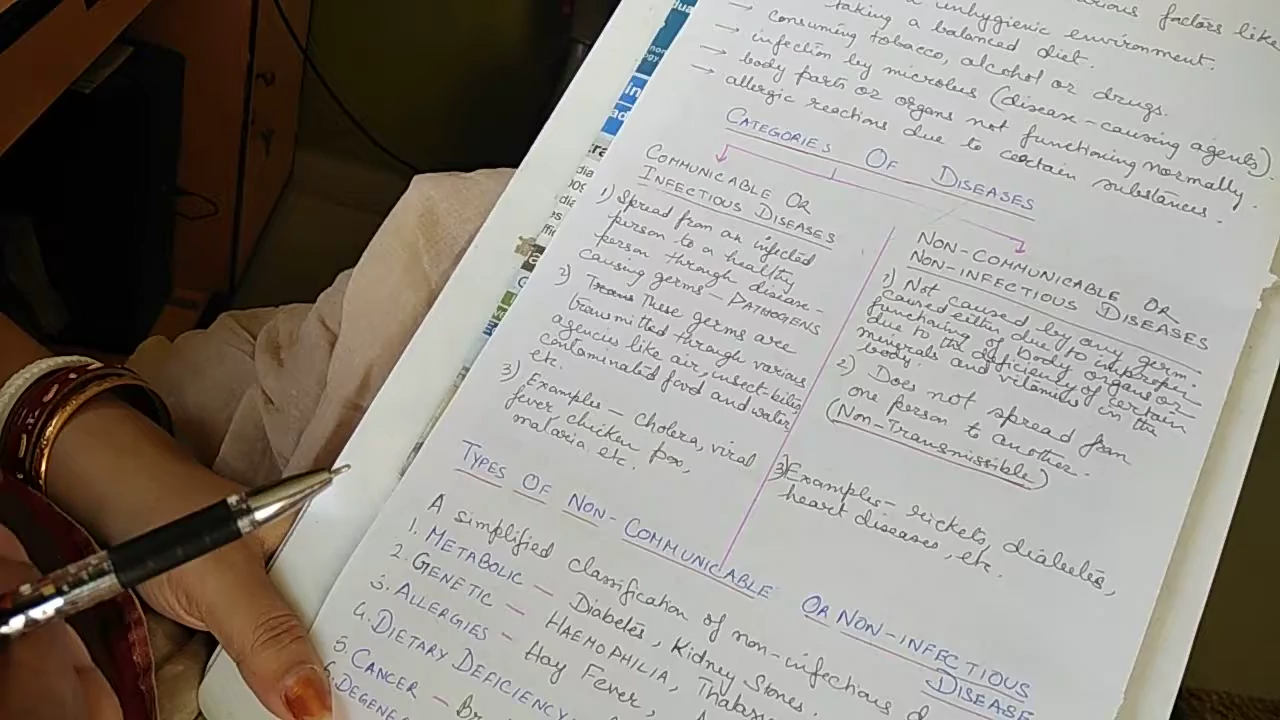 various factors like
unhygienic environment.
taking a balanced diet.
→ consuming tobacco, alcohol or drugs.
→ infection by microbes (disease-causing agents).
→ body parts or organs not functioning normally.
→ allergic reactions due to certain substances.
CATEGORIES OF DISEASES
COMMUNICABLE OR
INFECTIOUS DISEASES
1) Spread from an infected
person to a healthy
person through disease-
causing germs - PATHOGENS
2) These germs are
transmitted through various
agencies like air, insect-bites,
contaminated food and water
etc.
3) Examples - Cholera, viral
fever chicken pox,
malaria etc.
NON-COMMUNICABLE OR
NON-INFECTIOUS DISEASES
1) Not caused by any germ.
Caused either due to improper
functioning of body organs or
due to the deficiency of certain
minerals and vitamins in the
body.
2) Does not spread from
one person to another.
(Non-Transmissible)
3) Examples - rickets, diabetes,
heart diseases, etc.
TYPES OF NON-COMMUNICABLE OR NON-INFECTIOUS
DISEASE
A simplified classification of non-infectious
1. METABOLIC - Diabetes, Kidney Stones.
2. GENETIC - HAEMOPHILIA,
3. ALLERGIES - Hay Fever,
4. DIETARY DEFICIENCY
5. CANCER -
in